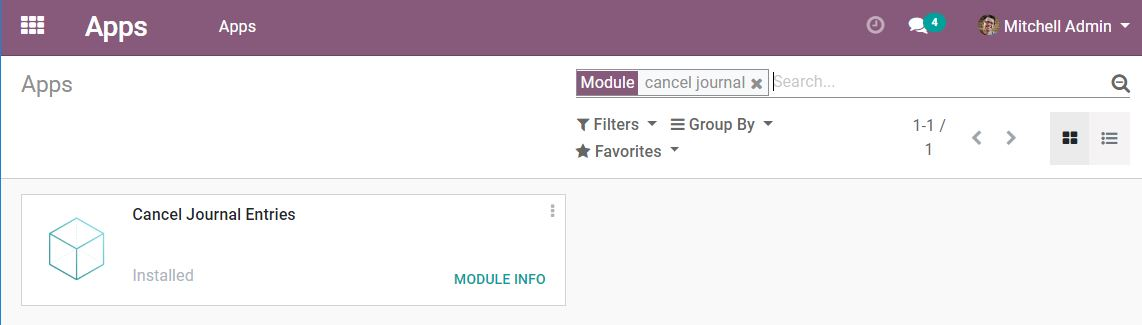 Apps Apps 4 Mitchell Admin
Apps
Module cancel journal Search...
Filters Group By 1-1 /
1
Favorites
Cancel Journal Entries
Installed
MODULE INFO